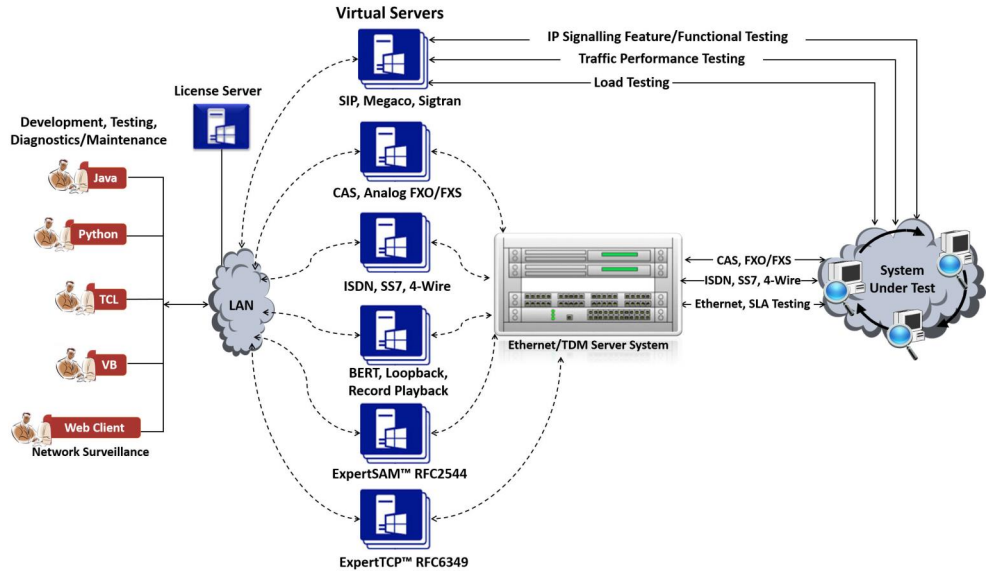 Virtual Servers
IP Signalling Feature/Functional Testing
Traffic Performance Testing
Load Testing
SIP, Megaco, Sigtran
License Server
Development, Testing,
Diagnostics/Maintenance
Java
Python
TCL
VB
Web Client
Network Surveillance
LAN
CAS, Analog FXO/FXS
ISDN, SS7, 4-Wire
BERT, Loopback,
Record Playback
ExpertSAM™ RFC2544
ExpertTCP™ RFC6349
Ethernet/TDM Server System
CAS, FXO/FXS
ISDN, SS7, 4-Wire
Ethernet, SLA Testing
System
Under Test